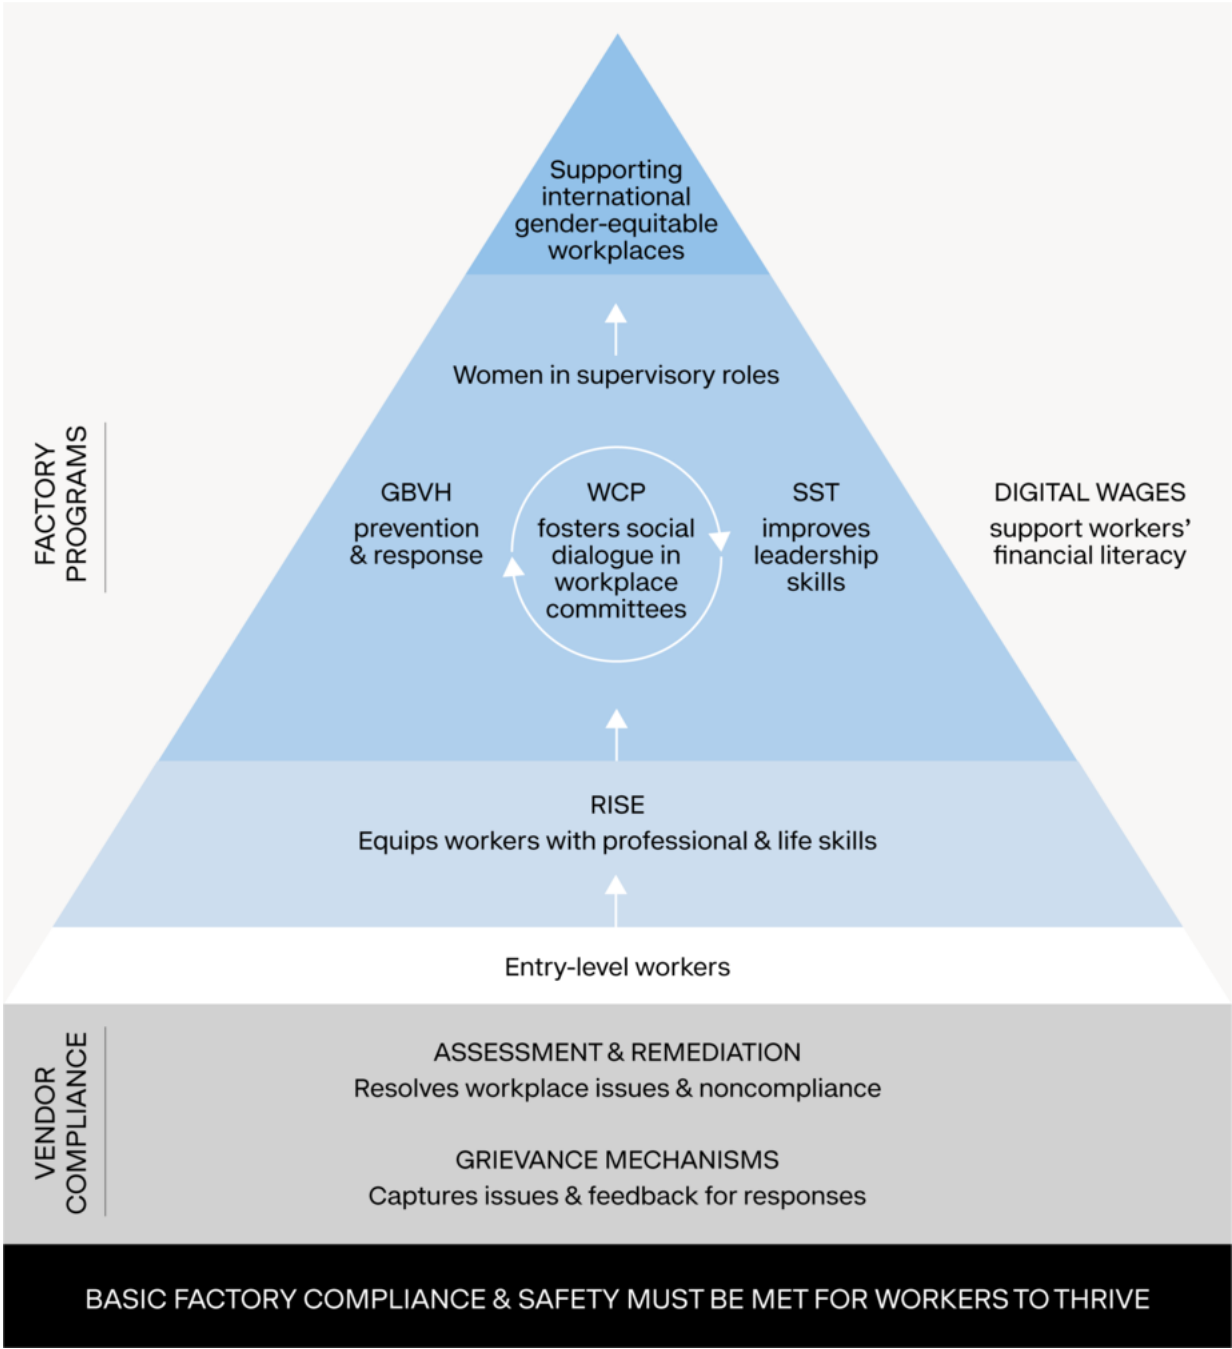 Supporting
international
gender-equitable
workplaces
Women in supervisory roles
FACTORY
PROGRAMS
GBVH
prevention
& response
WCP
fosters social
dialogue in
workplace
committees
SST
improves
leadership
skills
DIGITAL WAGES
support workers’
financial literacy
RISE
Equips workers with professional & life skills
Entry-level workers
VENDOR
COMPLIANCE
ASSESSMENT & REMEDIATION
Resolves workplace issues & noncompliance
GRIEVANCE MECHANISMS
Captures issues & feedback for responses
BASIC FACTORY COMPLIANCE & SAFETY MUST BE MET FOR WORKERS TO THRIVE